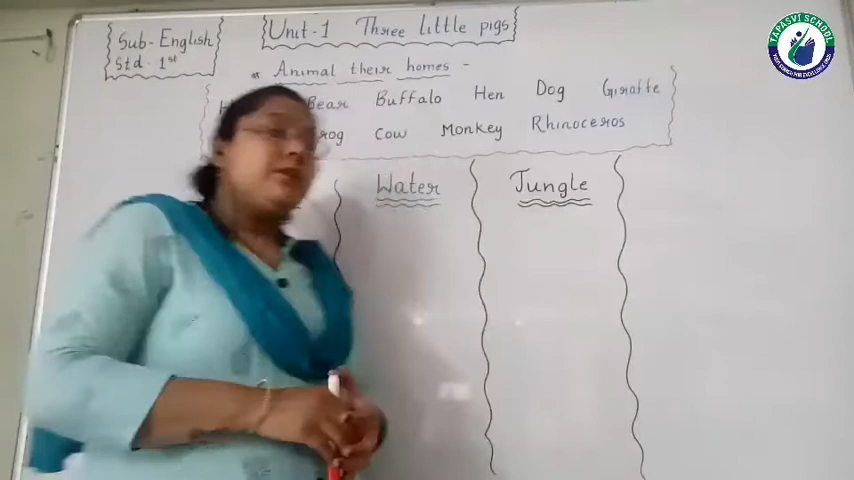 Sub-English
Std. 1st
Unit-1 Three Little pigs
* Animal their homes -
Bear Buffalo Hen Dog Giraffe
Cow Monkey Rhinoceros
Water Jungle
TAPASVI SCHOOL